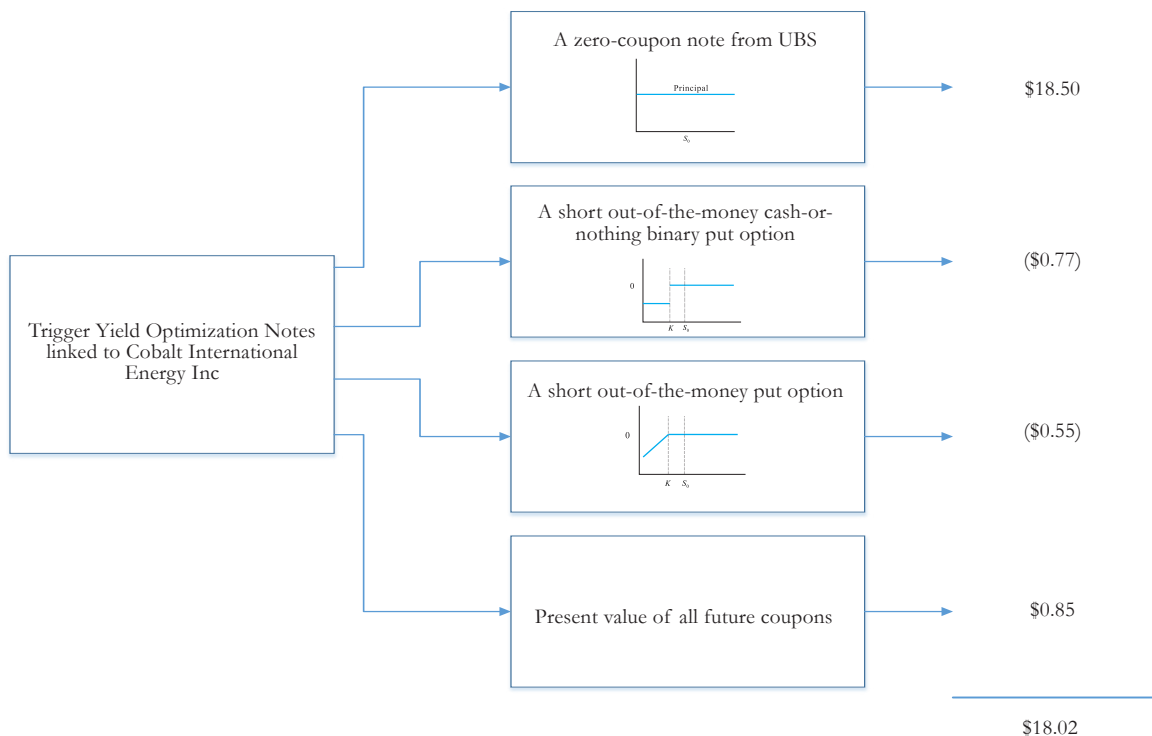 A zero-coupon note from UBS
Principal
S₀
$18.50
A short out-of-the-money cash-or-
nothing binary put option
0
K
S₀
($0.77)
Trigger Yield Optimization Notes
linked to Cobalt International
Energy Inc
A short out-of-the-money put option
0
K
S₀
($0.55)
Present value of all future coupons
$0.85
$18.02